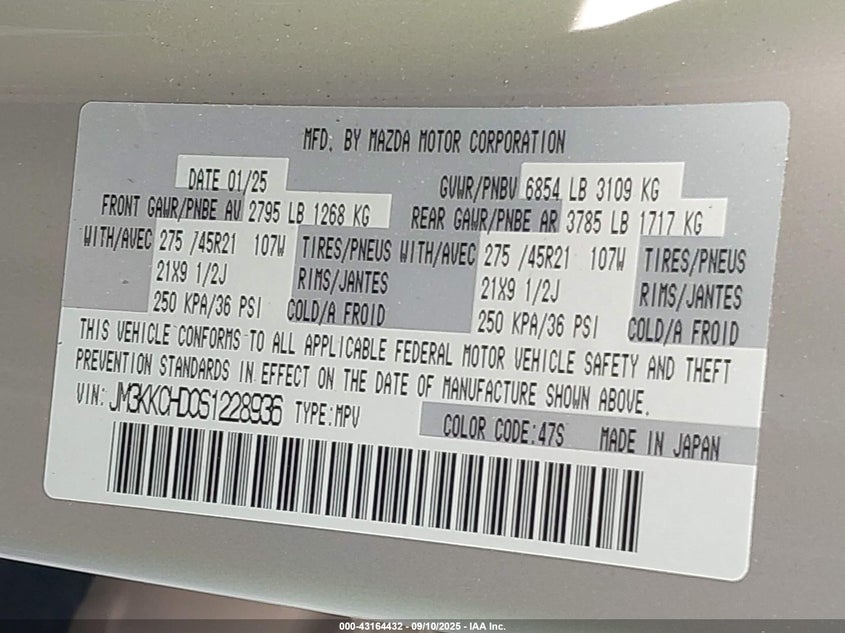 MFD. BY MAZDA MOTOR CORPORATION
DATE 01/25 GVWR/PNBV 6854 LB 3109 KG
FRONT GAWR/PNBE AV 2795 LB 1268 KG REAR GAWR/PNBE AR 3785 LB 1717 KG
WITH/AVEC 275 /45R21 107W TIRES/PNEUS WITH/AVEC 275 /45R21 107W TIRES/PNEUS
21X9 1/2J RIMS/JANTES 21X9 1/2J RIMS/JANTES
250 KPA/36 PSI COLD/A FROID 250 KPA/36 PSI COLD/A FROID
THIS VEHICLE CONFORMS TO ALL APPLICABLE FEDERAL MOTOR VEHICLE SAFETY AND THEFT
PREVENTION STANDARDS IN EFFECT ON THE DATE OF MANUFACTURE SHOWN ABOVE.
VIN: JM3KKCHD0S1228936 TYPE:MPV COLOR CODE:47S MADE IN JAPAN
000-43164432 - 09/10/2025 - IAA Inc.